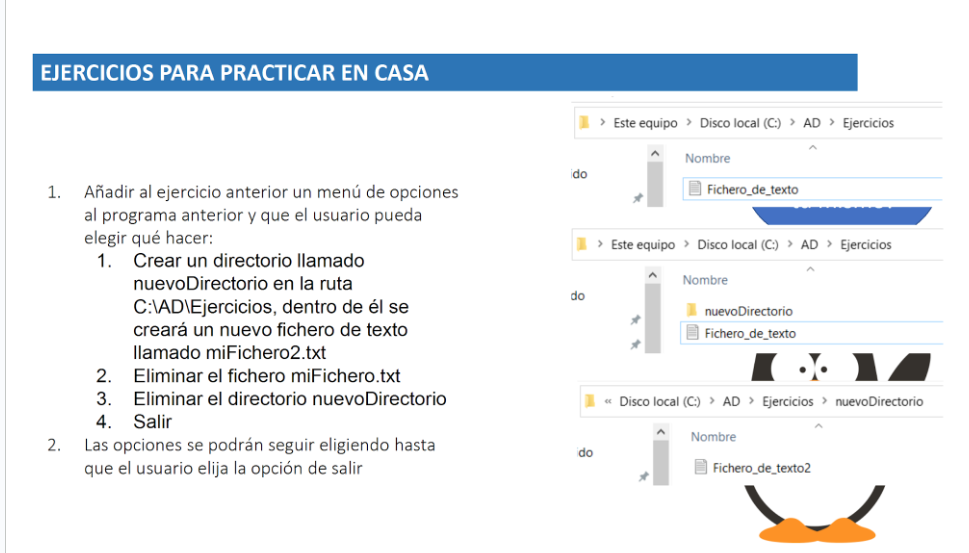 EJERCICIOS PARA PRACTICAR EN CASA
1. Añadir al ejercicio anterior un menú de opciones
al programa anterior y que el usuario pueda
elegir qué hacer:
1. Crear un directorio llamado
nuevoDirectorio en la ruta
C:\AD\Ejercicios, dentro de él se
creará un nuevo fichero de texto
llamado miFichero2.txt
2. Eliminar el fichero miFichero.txt
3. Eliminar el directorio nuevoDirectorio
4. Salir
2. Las opciones se podrán seguir eligiendo hasta
que el usuario elija la opción de salir
> Este equipo > Disco local (C:) > AD > Ejercicios
do
Nombre
Fichero_de_texto
> Este equipo > Disco local (C:) > AD > Ejercicios
do
Nombre
nuevoDirectorio
Fichero_de_texto
« Disco local (C:) > AD > Ejercicios > nuevoDirectorio
do
Nombre
Fichero_de_texto2